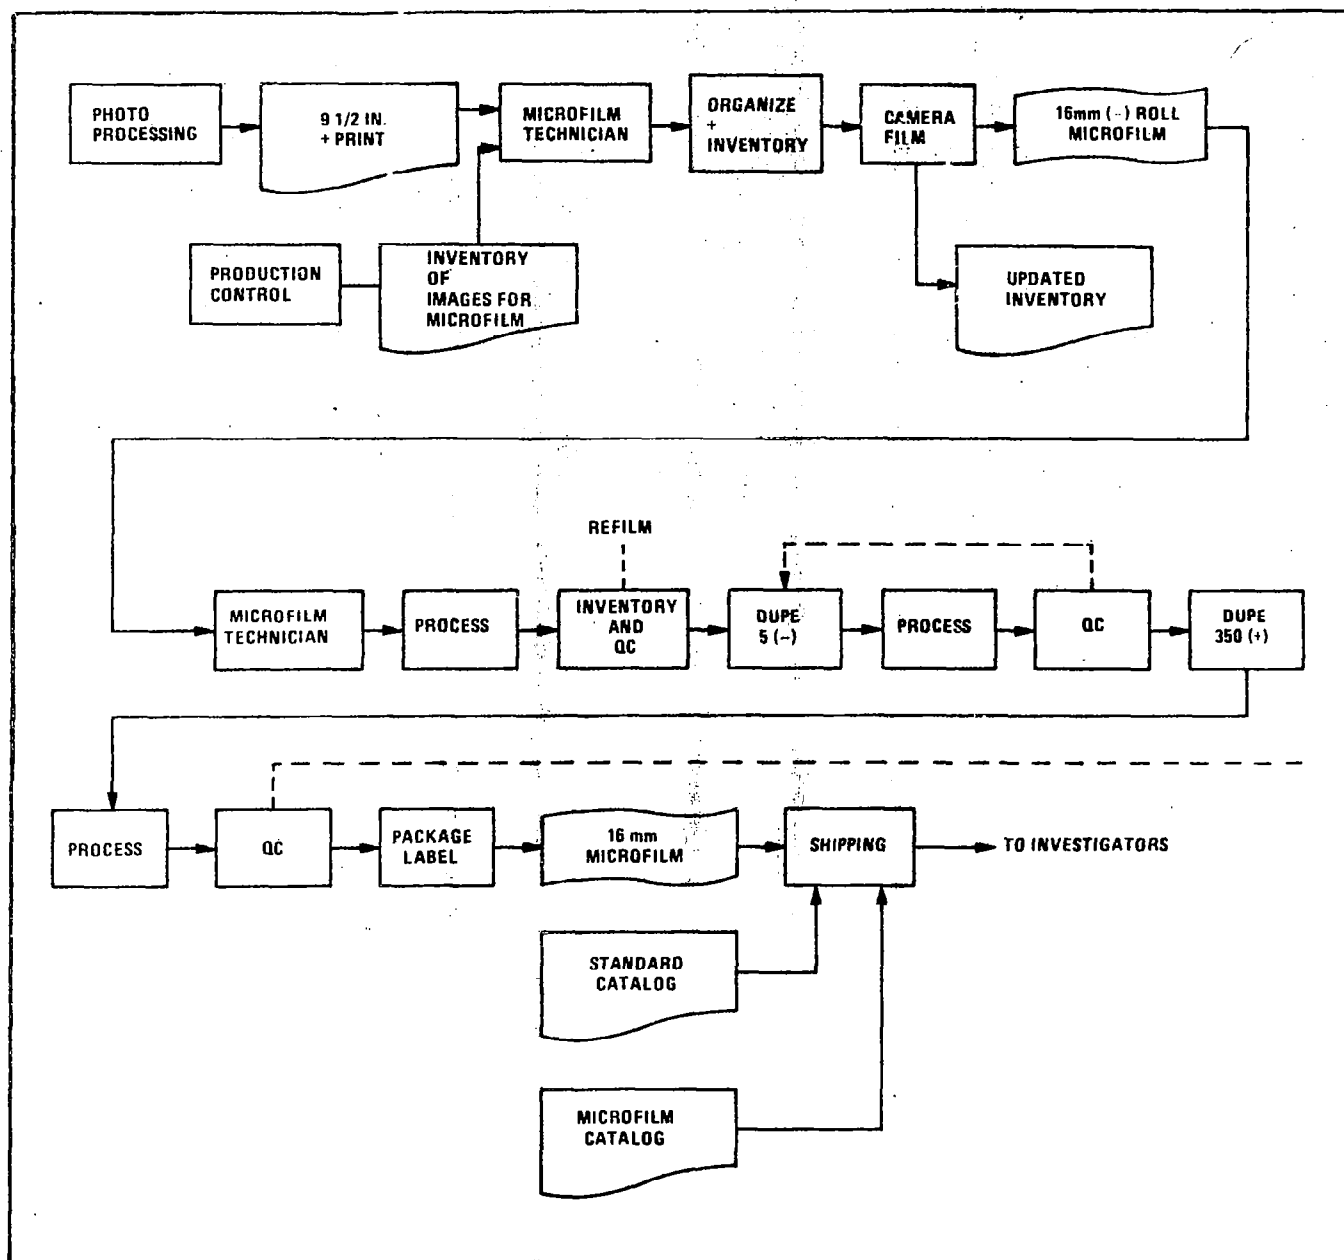 PHOTO
PROCESSING
9 1/2 IN.
+ PRINT
MICROFILM
TECHNICIAN
ORGANIZE
+
INVENTORY
CAMERA
FILM
16mm (-) ROLL
MICROFILM
PRODUCTION
CONTROL
INVENTORY
OF
IMAGES FOR
MICROFILM
UPDATED
INVENTORY
REFILM
MICROFILM
TECHNICIAN
PROCESS
INVENTORY
AND
QC
DUPE
5 (-)
PROCESS
QC
DUPE
350 (+)
PROCESS
QC
PACKAGE
LABEL
16 mm
MICROFILM
SHIPPING
TO INVESTIGATORS
STANDARD
CATALOG
MICROFILM
CATALOG